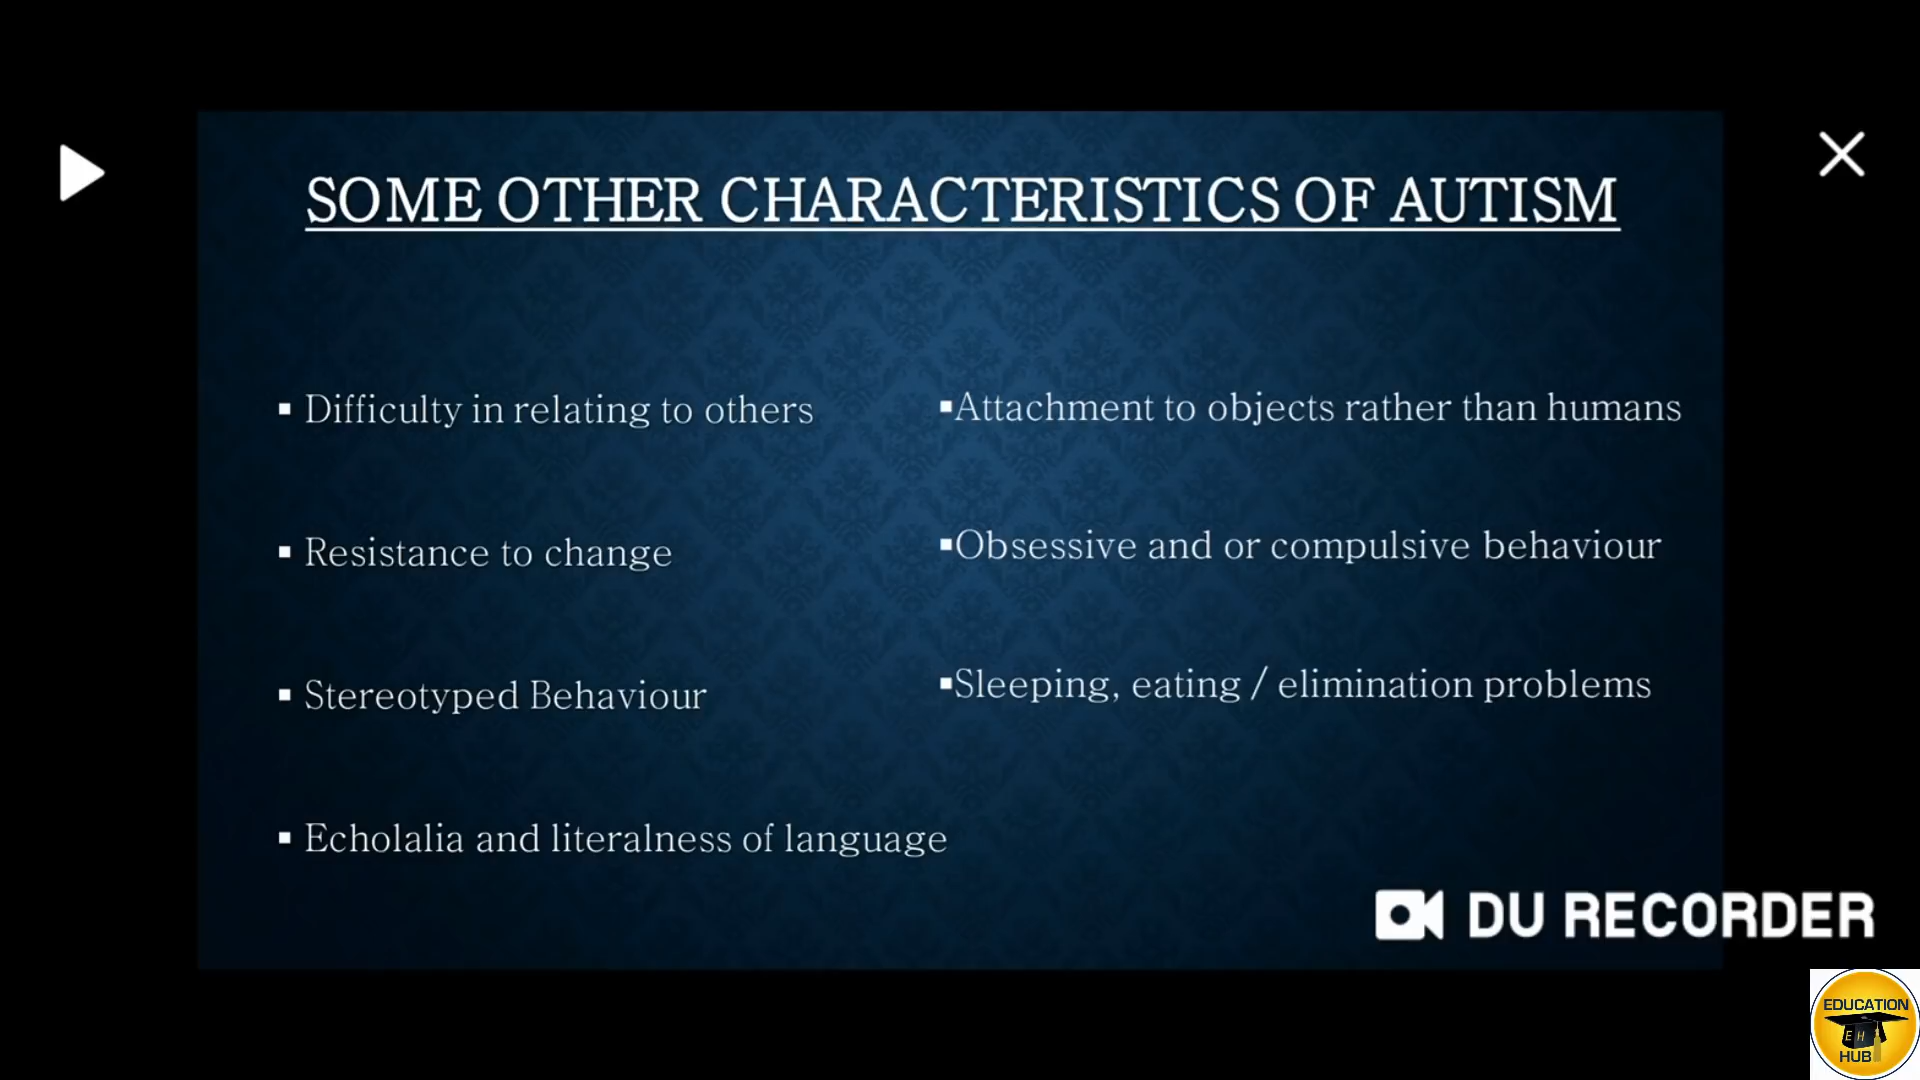 SOME OTHER CHARACTERISTICS OF AUTISM
▪ Difficulty in relating to others
▪ Resistance to change
▪ Stereotyped Behaviour
▪ Echolalia and literalness of language
▪Attachment to objects rather than humans
▪Obsessive and or compulsive behaviour
▪Sleeping, eating / elimination problems
DU RECORDER
EDUCATION
E H
HUB